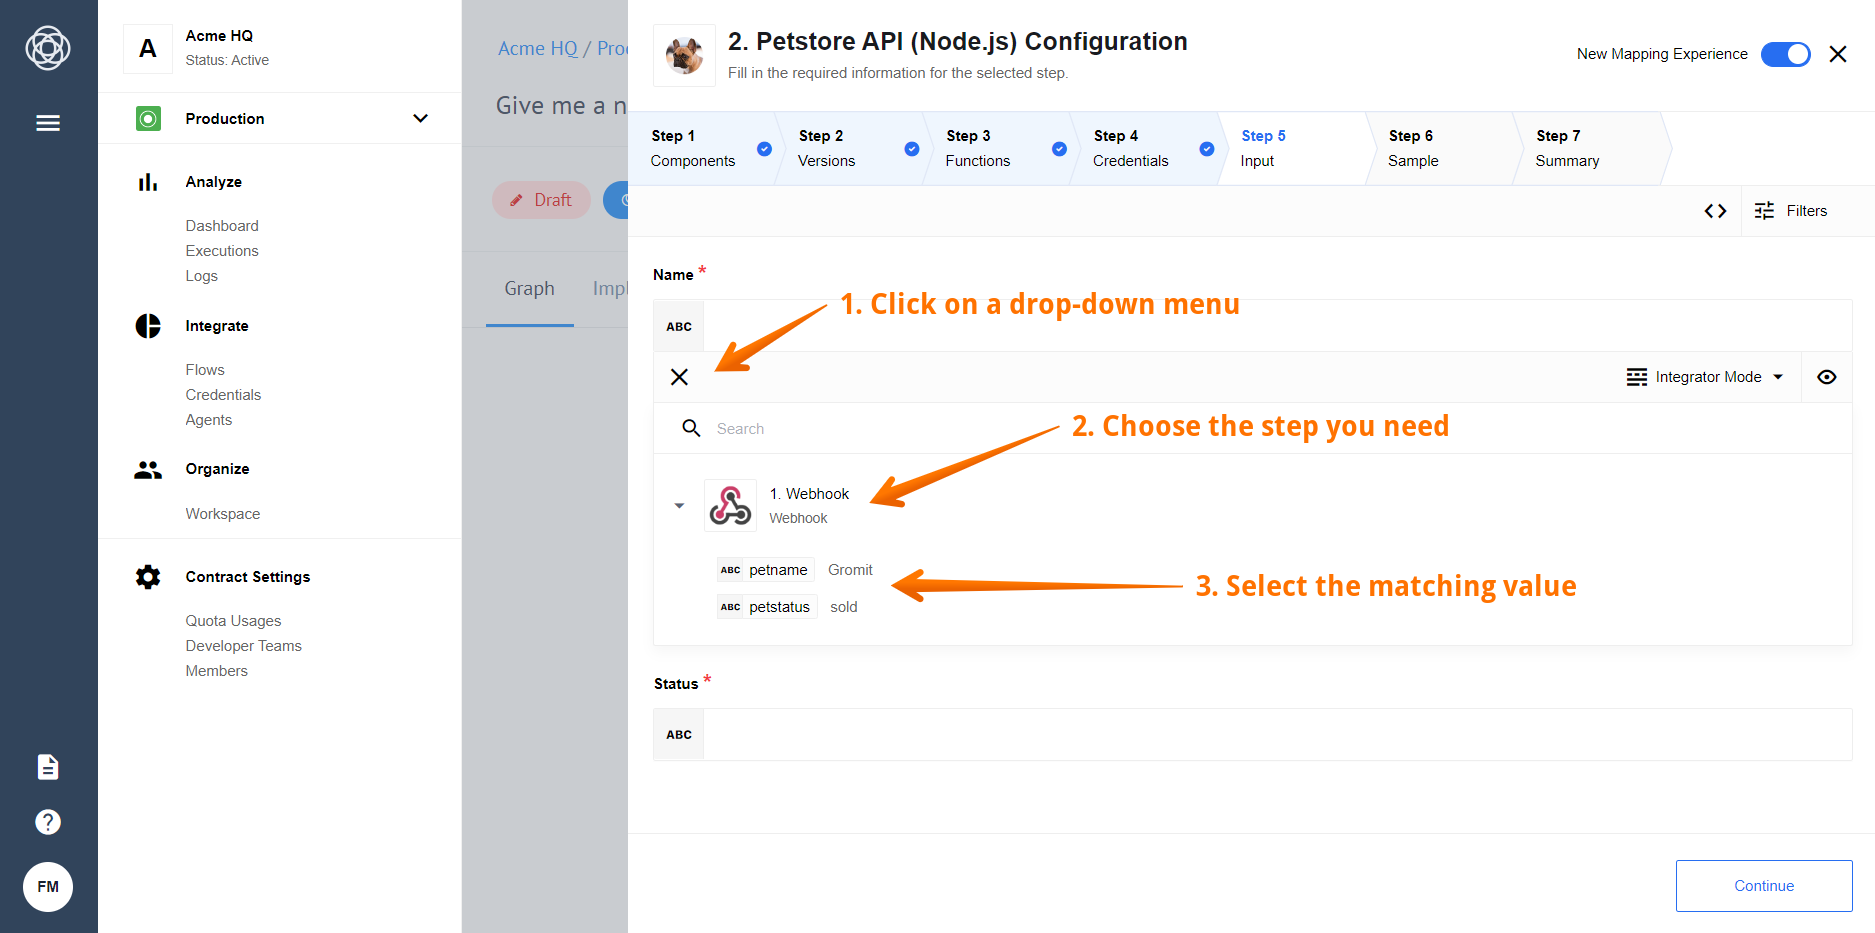 A
Acme HQ
Status: Active
Production
Analyze
Dashboard
Executions
Logs
Integrate
Flows
Credentials
Agents
Organize
Workspace
Contract Settings
Quota Usages
Developer Teams
Members
FM
Acme HQ /
Give me a
Draft
Graph
2. Petstore API (Node.js) Configuration
Fill in the required information for the selected step.
New Mapping Experience
Step 1
Components
Step 2
Versions
Step 3
Functions
Step 4
Credentials
Step 5
Input
Step 6
Sample
Step 7
Summary
Filters
Name *
ABC
1. Click on a drop-down menu
Integrator Mode
Search
2. Choose the step you need
1. Webhook
Webhook
ABC petname Gromit
ABC petstatus sold
3. Select the matching value
Status *
ABC
Continue